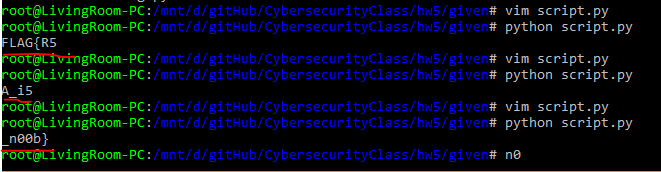 root@LivingRoom-PC:/mnt/d/gitHub/CybersecurityClass/hw5/given# vim script.py
root@LivingRoom-PC:/mnt/d/gitHub/CybersecurityClass/hw5/given# python script.py
FLAG{R5
root@LivingRoom-PC:/mnt/d/gitHub/CybersecurityClass/hw5/given# vim script.py
root@LivingRoom-PC:/mnt/d/gitHub/CybersecurityClass/hw5/given# python script.py
A_i5
root@LivingRoom-PC:/mnt/d/gitHub/CybersecurityClass/hw5/given# vim script.py
root@LivingRoom-PC:/mnt/d/gitHub/CybersecurityClass/hw5/given# python script.py
_n00b}
root@LivingRoom-PC:/mnt/d/gitHub/CybersecurityClass/hw5/given# n0